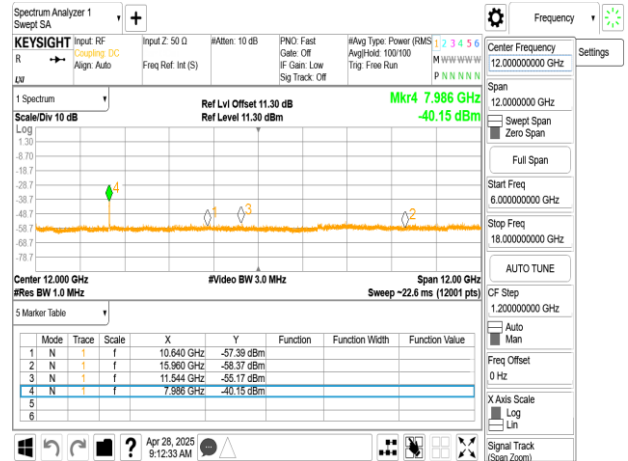 Spectrum Analyzer 1
Swept SA
Frequency
KEYSIGHT
R
Input: RF
Coupling: DC
Align: Auto
Input Z: 50 Ω
Freq Ref: Int (S)
#Atten: 10 dB
PNO: Fast
Gate: Off
IF Gain: Low
Sig Track: Off
#Avg Type: Power (RMS
Avg|Hold: 100/100
Trig: Free Run
1 2 3 4 5 6
M W W W W W
P N N N N N
1 Spectrum
Scale/Div 10 dB
Ref Lvl Offset 11.30 dB
Ref Level 11.30 dBm
Mkr4 7.986 GHz
-40.15 dBm
Log
1.30
-8.70
-18.7
-28.7
-38.7
-48.7
-58.7
-68.7
-78.7
4
1
3
2
Center 12.000 GHz
#Res BW 1.0 MHz
#Video BW 3.0 MHz
Span 12.00 GHz
Sweep ~22.6 ms (12001 pts)
5 Marker Table
Mode Trace Scale X Y Function Function Width Function Value
1 N 1 f 10.640 GHz -57.39 dBm
2 N 1 f 15.960 GHz -58.37 dBm
3 N 1 f 11.544 GHz -55.17 dBm
4 N 1 f 7.986 GHz -40.15 dBm
5
6
Apr 28, 2025
9:12:33 AM
Center Frequency
12.000000000 GHz
Settings
Span
12.0000000 GHz
Swept Span
Zero Span
Full Span
Start Freq
6.000000000 GHz
Stop Freq
18.000000000 GHz
AUTO TUNE
CF Step
1.200000000 GHz
Auto
Man
Freq Offset
0 Hz
X Axis Scale
Log
Lin
Signal Track
(Span Zoom)